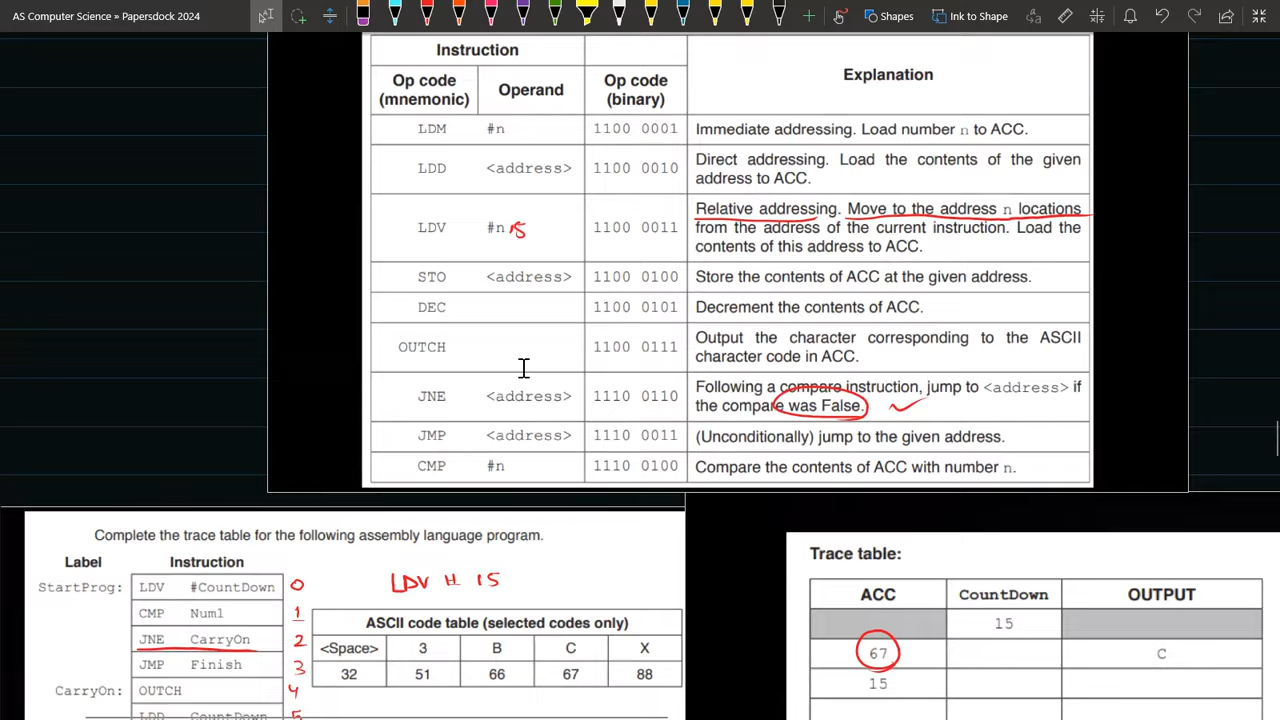 AS Computer Science » Papersdock 2024
Shapes
Ink to Shape
Instruction
Explanation
Op code (mnemonic)
Operand
Op code (binary)
LDM #n 1100 0001 Immediate addressing. Load number n to ACC.
LDD <address> 1100 0010 Direct addressing. Load the contents of the given
address to ACC.
LDV #n 15 1100 0011 Relative addressing. Move to the address n locations
from the address of the current instruction. Load the
contents of this address to ACC.
STO <address> 1100 0100 Store the contents of ACC at the given address.
DEC 1100 0101 Decrement the contents of ACC.
OUTCH 1100 0111 Output the character corresponding to the ASCII
character code in ACC.
JNE <address> 1110 0110 Following a compare instruction, jump to <address> if
the compare was False.
JMP <address> 1110 0011 (Unconditionally) jump to the given address.
CMP #n 1110 0100 Compare the contents of ACC with number n.
Complete the trace table for the following assembly language program.
Label Instruction
StartProg: LDV #CountDown 0
CMP Num1 1
JNE CarryOn 2
JMP Finish 3
CarryOn: OUTCH 4
LDD CountDown 5
LDV # 15
ASCII code table (selected codes only)
<Space> 3 B C X
32 51 66 67 88
Trace table:
ACC CountDown OUTPUT
15
67 C
15